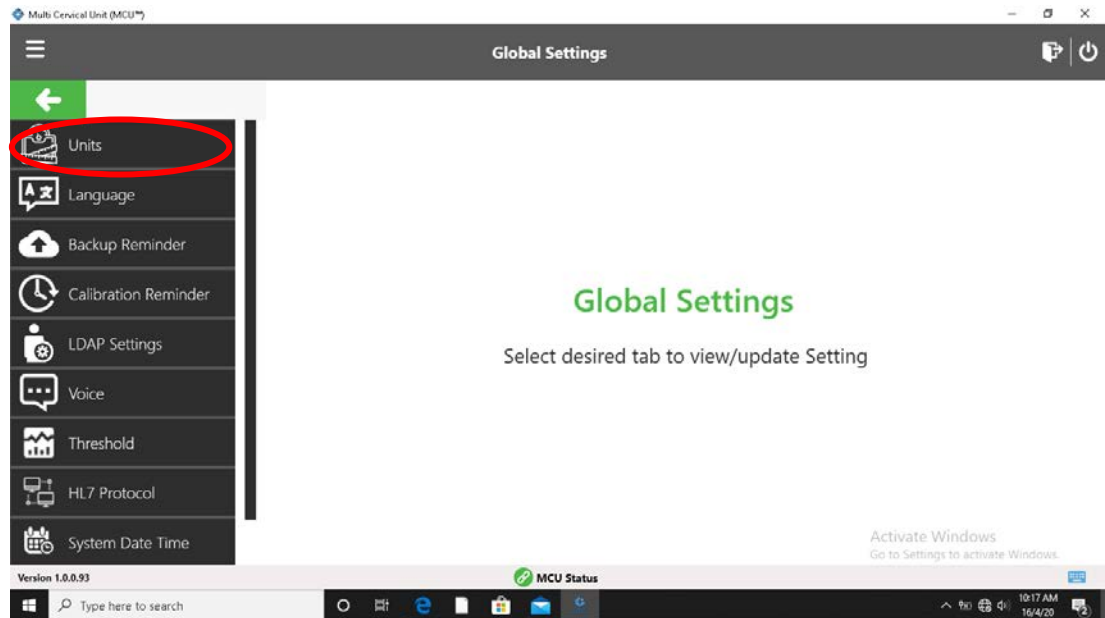 Multi Cervical Unit (MCU™)
Global Settings
Units
Language
Backup Reminder
Calibration Reminder
LDAP Settings
Voice
Threshold
HL7 Protocol
System Date Time
Global Settings
Select desired tab to view/update Setting
Activate Windows
Go to Settings to activate Windows.
Version 1.0.0.93
MCU Status
Type here to search
10:17 AM
16/4/20
2